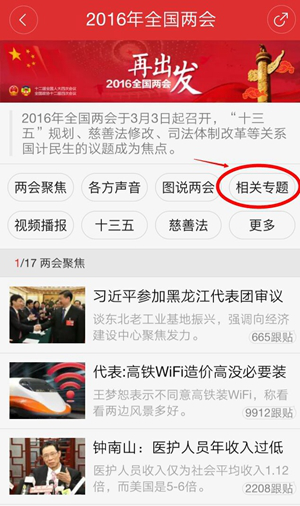 2016年全国两会
再出发
2016全国两会
十二届全国人大四次会议
全国政协十二届四次会议
2016年全国两会于3月3日起召开，“十三
五”规划、慈善法修改、司法体制改革等关系
国计民生的议题成为焦点。
两会聚焦 各方声音 图说两会 相关专题
视频播报 十三五 慈善法 更多
1/17 两会聚焦
习近平参加黑龙江代表团审议
谈东北老工业基地振兴，强调向经济
建设中心聚焦发力。
665跟贴
代表:高铁WiFi造价高没必要装
王梦恕表示不同意高铁装WiFi，称看
看两边风景多好。
9912跟贴
钟南山：医护人员年收入过低
医护人员收入仅为社会平均收入1.12
倍，而美国是5-6倍。
2208跟贴